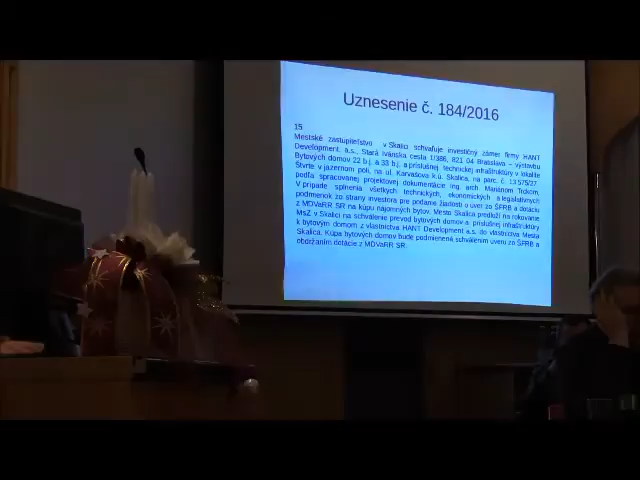 Uznesenie č. 184/2016
15
Mestské zastupiteľstvo v Skalici schvaľuje investičný zámer firmy HANT
Development, a.s., Stará Ivánska cesta 1/386, 821 04 Bratislava – výstavbu
Bytových domov 22 b.j. a 33 b.j. a príslušnej technickej infraštruktúry v lokalite
Štvrte v jazernom poli, na ul. Karvašova k.ú. Skalica, na parc. č. 13 575/27
podľa spracovanej projektovej dokumentácie Ing. arch. Mariánom
V prípade splnenia všetkých technických, ekonomických a legislatívnych
podmienok zo strany investora pre podanie žiadosti o úver zo ŠFRB a dotácii
z MDVaRR SR na kúpu nájomných bytov, Mesto Skalica predloží na rokovanie
MsZ v Skalici na schválenie prevod bytových domov a príslušnej infraštruktúry
k bytovým domom z vlastníctva HANT Development a.s. do vlastníctva Mesta
Skalica. Kúpa bytových domov bude podmienená schválením úveru zo ŠFRB a
obdržaním dotácie z MDVaRR SR.